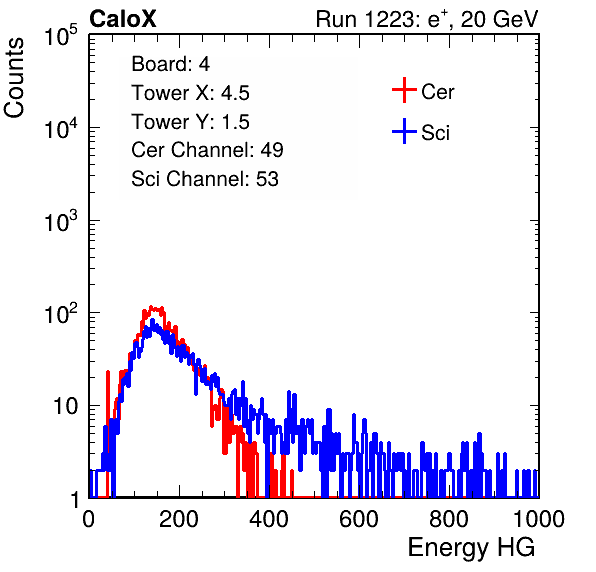 CaloX
Run 1223: e⁺, 20 GeV
Counts
Board: 4
Tower X: 4.5
Tower Y: 1.5
Cer Channel: 49
Sci Channel: 53
Cer
Sci
10⁵
10⁴
10³
10²
10
1
0 200 400 600 800 1000
Energy HG